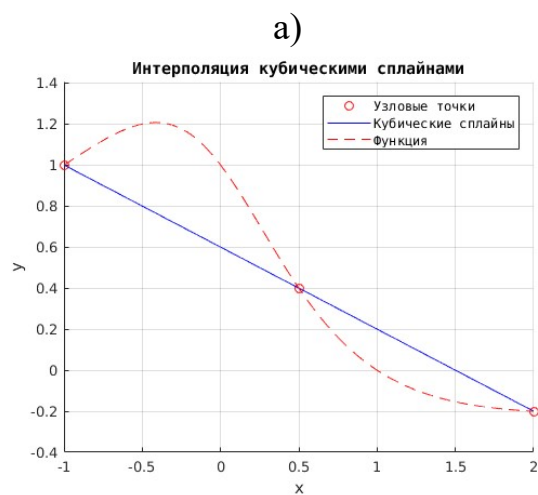 а)
Интерполяция кубическими сплайнами
1.4
Узловые точки
1.2
Кубические сплайны
Функция
1
0.8
0.6
y
0.4
0.2
0
-0.2
-0.4
-1
-0.5
0
0.5
1
1.5
2
x